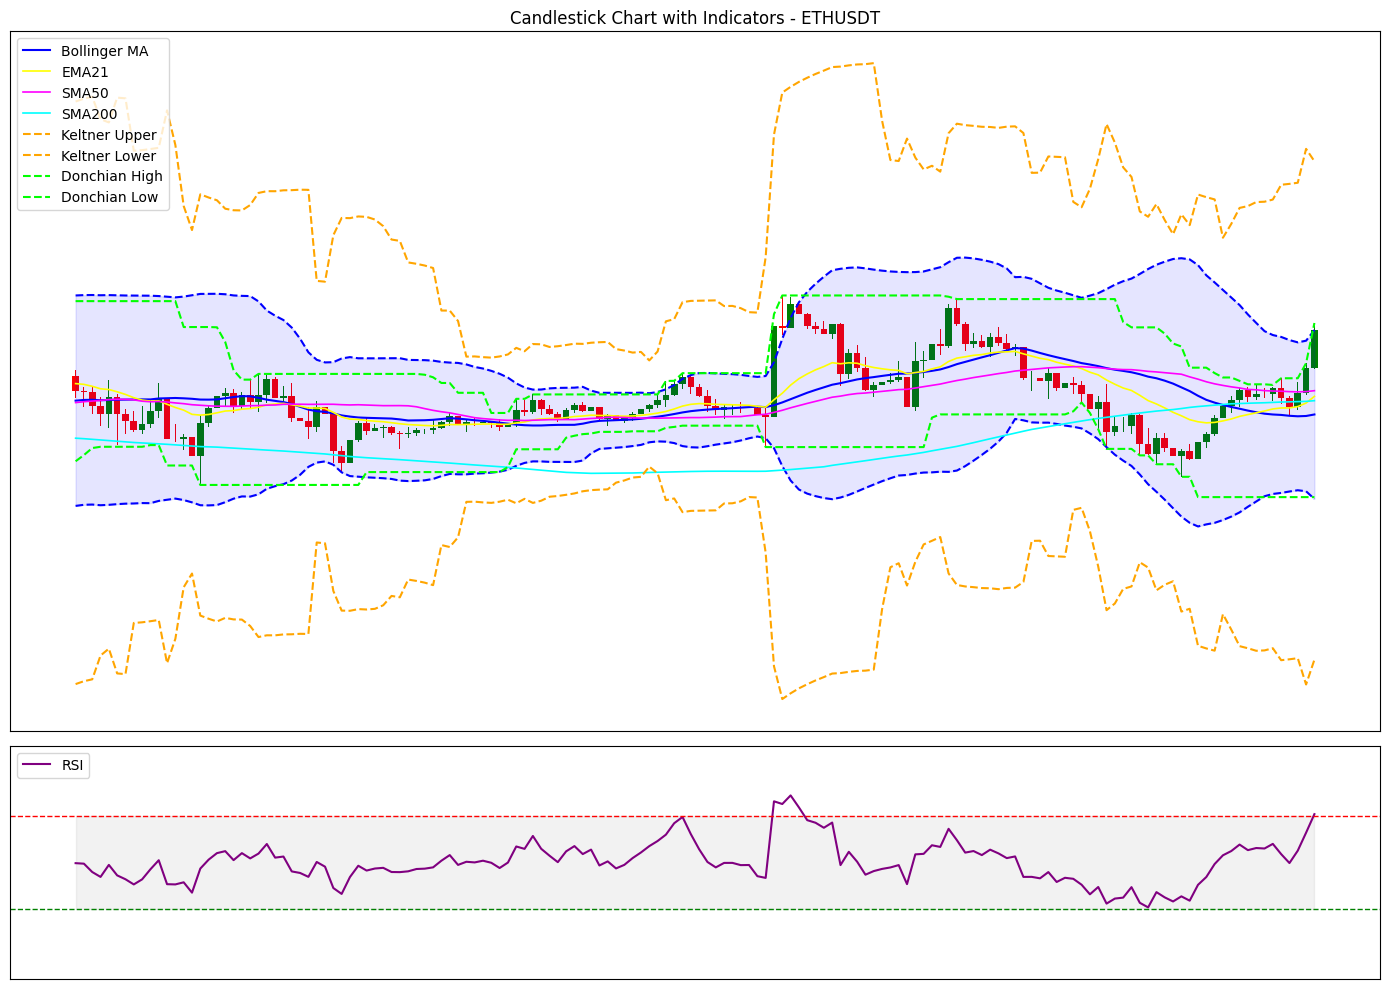 Candlestick Chart with Indicators - ETHUSDT
Bollinger MA
EMA21
SMA50
SMA200
Keltner Upper
Keltner Lower
Donchian High
Donchian Low
RSI